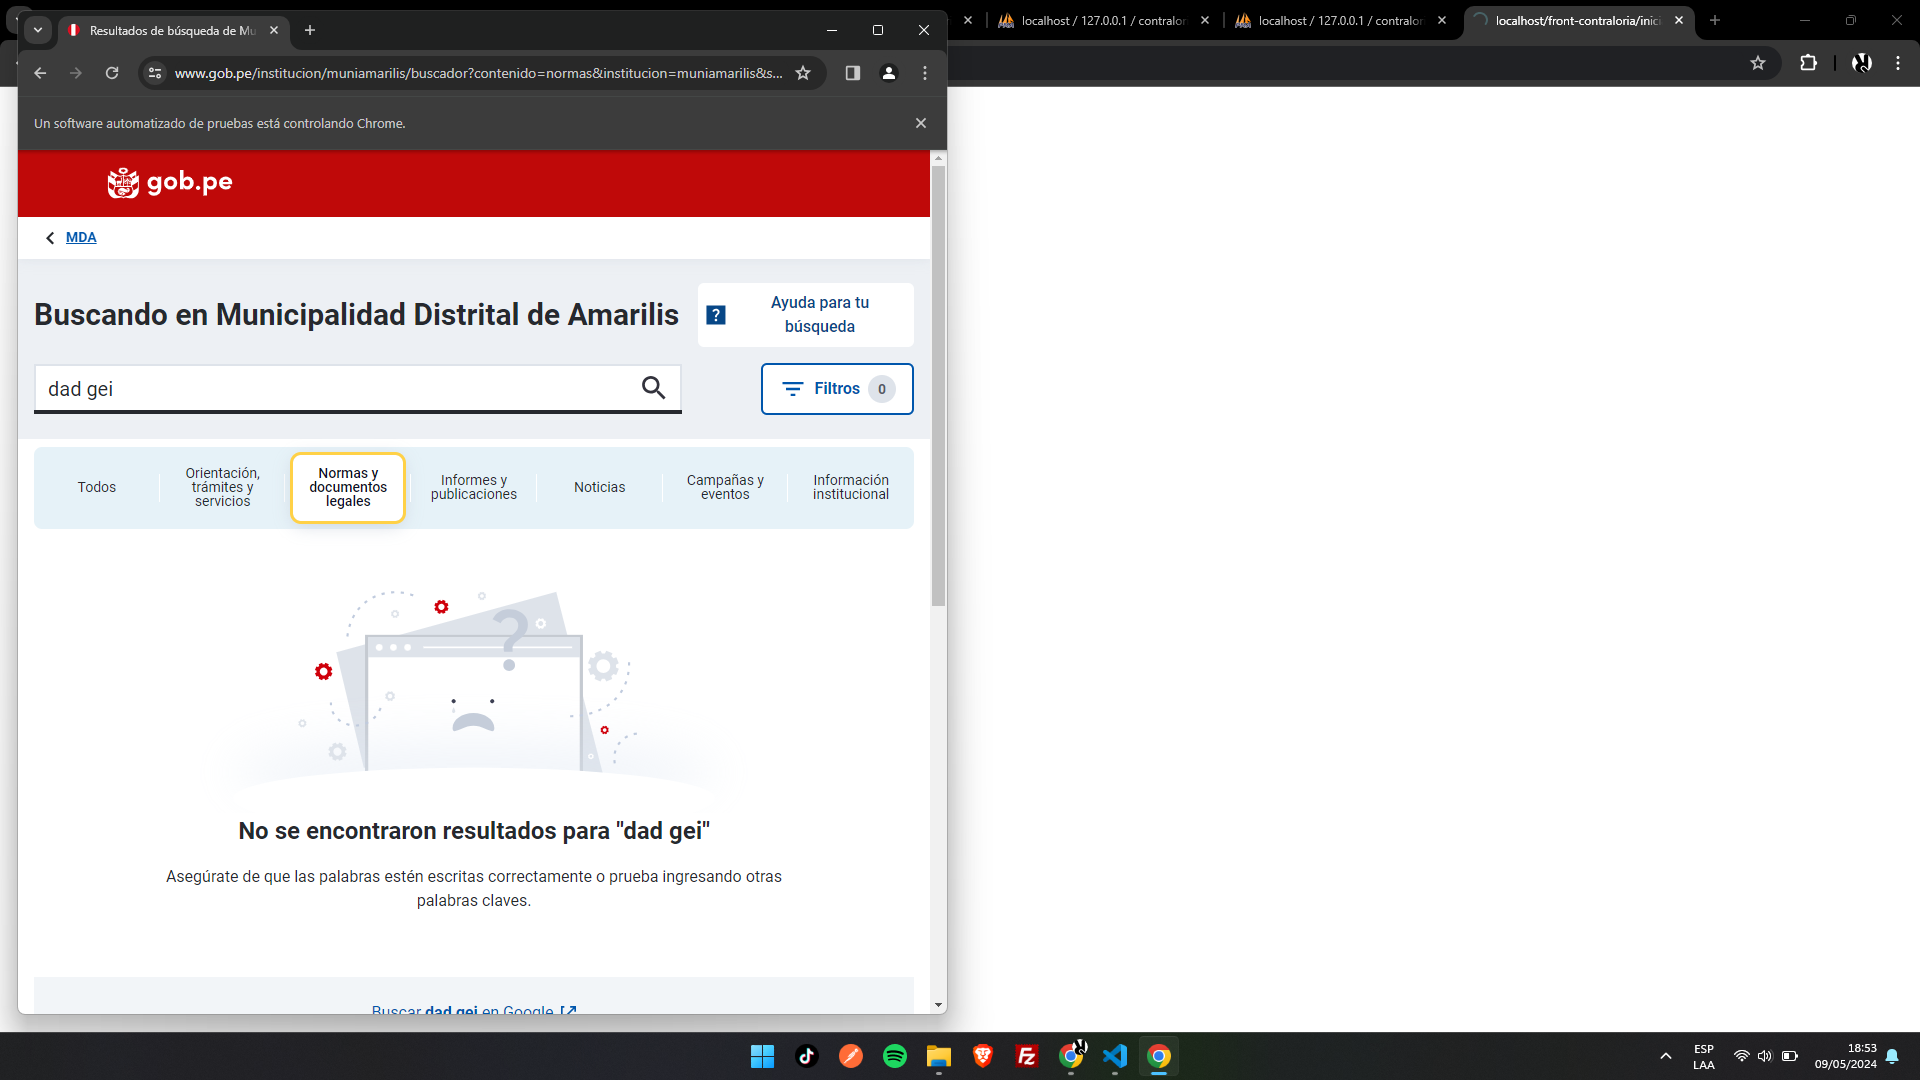 Resultados de búsqueda de Mu
localhost / 127.0.0.1 / contralor
localhost / 127.0.0.1 / contralor
localhost/front-contraloria/inici
www.gob.pe/institucion/muniamarilis/buscador?contenido=normas&institucion=muniamarilis&s...
Un software automatizado de pruebas está controlando Chrome.
gob.pe
MDA
Buscando en Municipalidad Distrital de Amarilis
? Ayuda para tu
búsqueda
dad gei
Filtros 0
Todos
Orientación,
trámites y
servicios
Normas y
documentos
legales
Informes y
publicaciones
Noticias
Campañas y
eventos
Información
institucional
?
No se encontraron resultados para "dad gei"
Asegúrate de que las palabras estén escritas correctamente o prueba ingresando otras
palabras claves.
Buscar dad gei en Google
Fz
ESP
LAA
18:53
09/05/2024